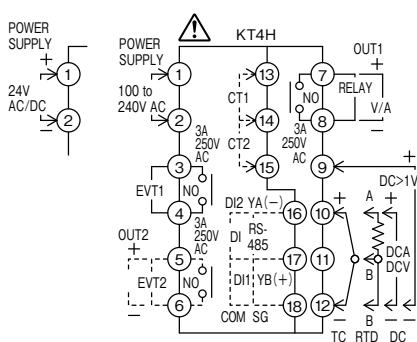 POWER
SUPPLY
+
1
24V
AC/DC
2
−
POWER
SUPPLY
100 to
240V AC
1
2
3A
250V
AC
3
EVT1
NO
4
3A
250V
AC
OUT2
+
5
EVT2
NO
6
−
KT4H
13
CT1
14
CT2
15
DI2 YA(−)
16
DI
RS-
485
17
DI1
YB(+)
18
COM SG
OUT1
7
RELAY
+
NO
V/A
8
−
3A
250V
AC
9
+
DC>1V
10
+
A
+
11
B
DCA
DCV
12
−
B
−
−
TC RTD DC